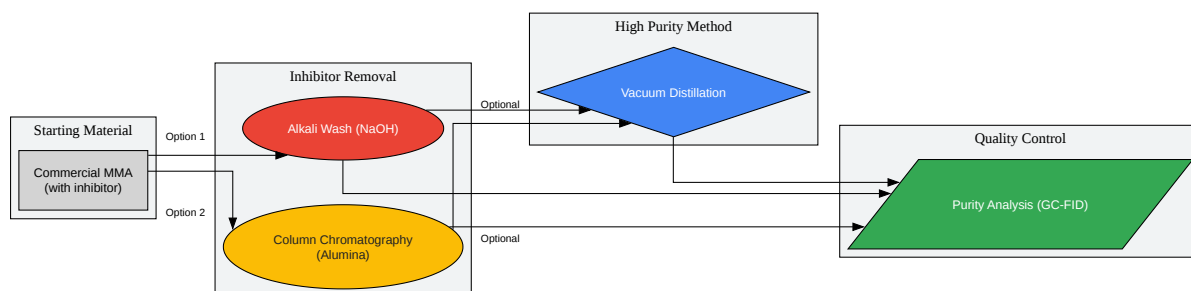 High Purity Method
Vacuum Distillation
Inhibitor Removal
Optional
Alkali Wash (NaOH)
Starting Material
Option 1
Commercial MMA
(with inhibitor)
Option 2
Column Chromatography
(Alumina)
Optional
Quality Control
Purity Analysis (GC-FID)